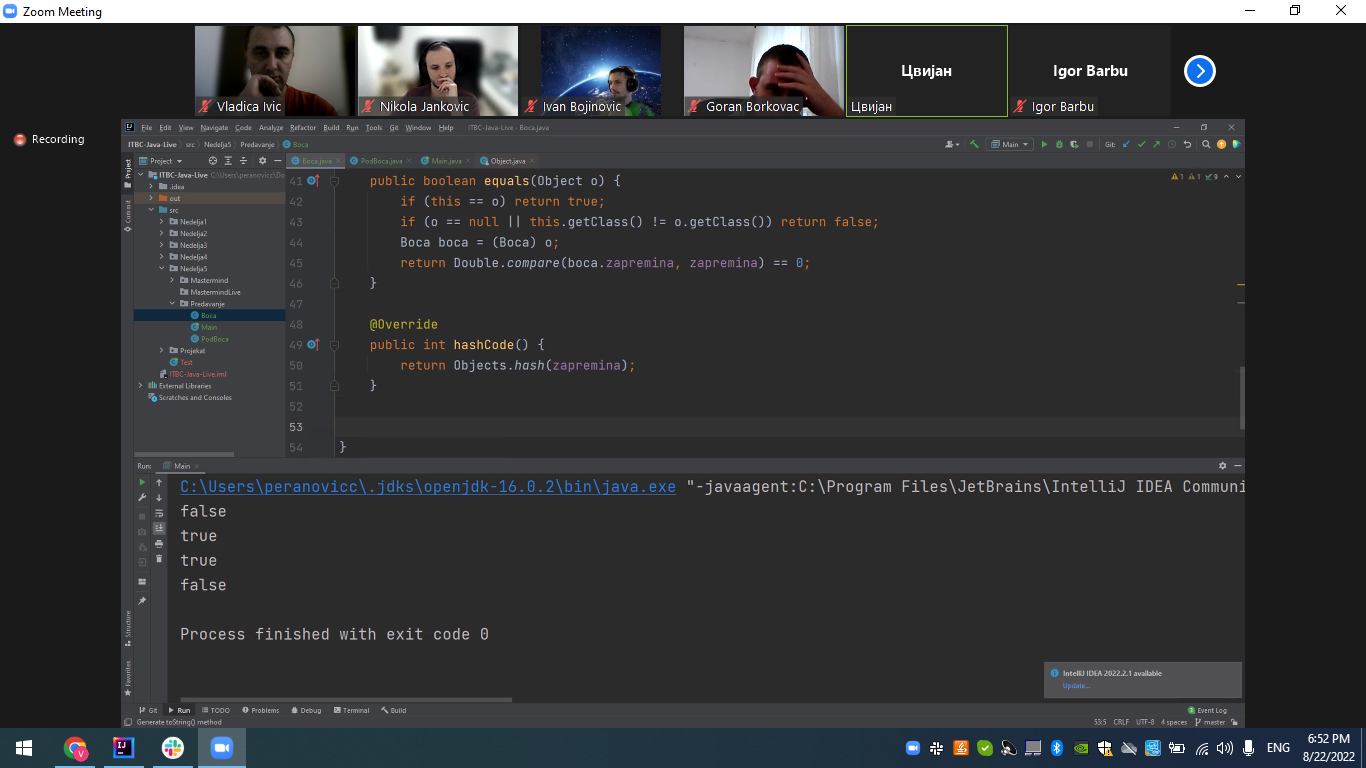 Zoom Meeting
Vladica Ivic
Nikola Jankovic
Ivan Bojinovic
Goran Borkovac
Цвијан
Цвијан
Igor Barbu
Igor Barbu
Recording
File Edit View Navigate Code Analyze Refactor Build Run Tools Git Window Help ITBC-Java-Live - Boca.java
ITBC-Java-Live src Nedelja5 Predavanje Boca
Main Git:
Project
Boca.java PodBoca.java Main.java Object.java
ITBC-Java-Live C:\Users\peranovicc\Do
.idea
out
src
Nedelja1
Nedelja2
Nedelja3
Nedelja4
Nedelja5
Mastermind
MastermindLive
Predavanje
Boca
Main
PodBoca
Projekat
Test
ITBC-Java-Live.iml
External Libraries
Scratches and Consoles
Project
Commit
41 public boolean equals(Object o) {
42 if (this == o) return true;
43 if (o == null || this.getClass() != o.getClass()) return false;
44 Boca boca = (Boca) o;
45 return Double.compare(boca.zapremina, zapremina) == 0;
46 }
47
48 @Override
49 public int hashCode() {
50 return Objects.hash(zapremina);
51 }
52
53
54 }
1 1 9
Run: Main
C:\Users\peranovicc\.jdks\openjdk-16.0.2\bin\java.exe "-javaagent:C:\Program Files\JetBrains\IntelliJ IDEA Communi
false
true
true
false
Process finished with exit code 0
Structure
Favorites
IntelliJ IDEA 2022.2.1 available
Update...
Git Run TODO Problems Debug Terminal Build Event Log
Generate toString() method 53:5 CRLF UTF-8 4 spaces master
ENG
6:52 PM
8/22/2022